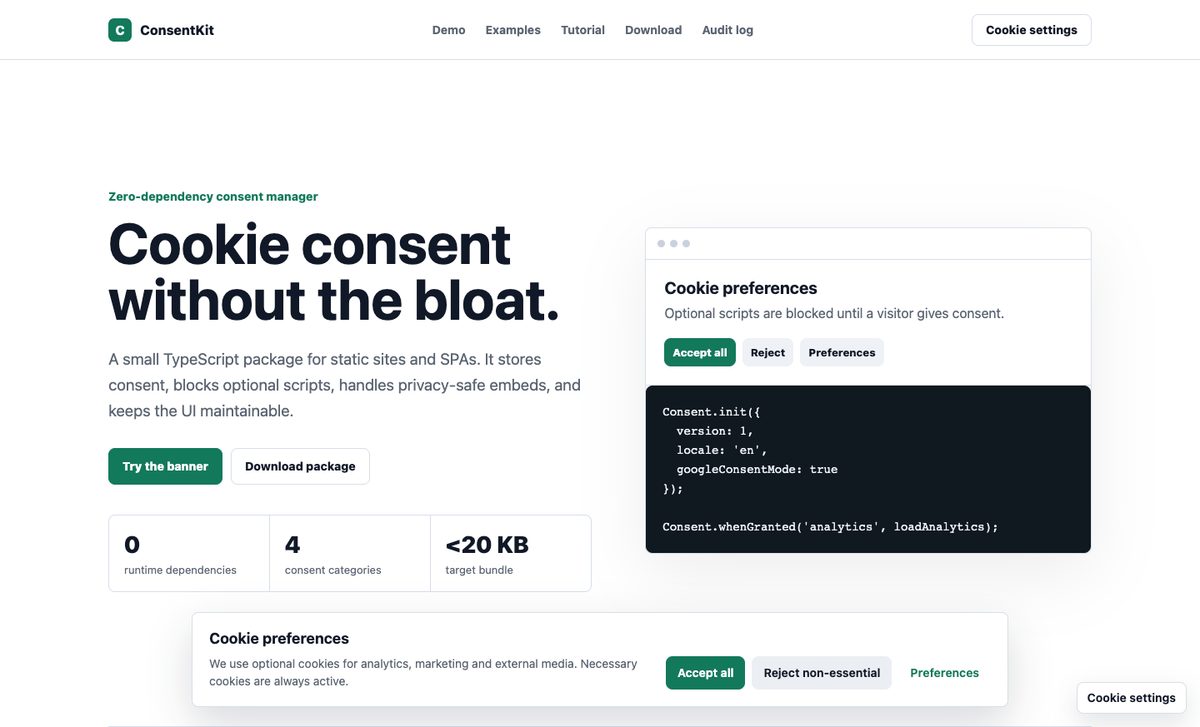 C ConsentKit
Demo Examples Tutorial Download Audit log
Cookie settings
Zero-dependency consent manager
Cookie consent
without the bloat.
A small TypeScript package for static sites and SPAs. It stores
consent, blocks optional scripts, handles privacy-safe embeds, and
keeps the UI maintainable.
Try the banner
Download package
0
runtime dependencies
4
consent categories
<20 KB
target bundle
Cookie preferences
Optional scripts are blocked until a visitor gives consent.
Accept all Reject Preferences
Consent.init({
  version: 1,
  locale: 'en',
  googleConsentMode: true
});
Consent.whenGranted('analytics', loadAnalytics);
Cookie preferences
We use optional cookies for analytics, marketing and external media. Necessary
cookies are always active.
Accept all Reject non-essential Preferences
Cookie settings